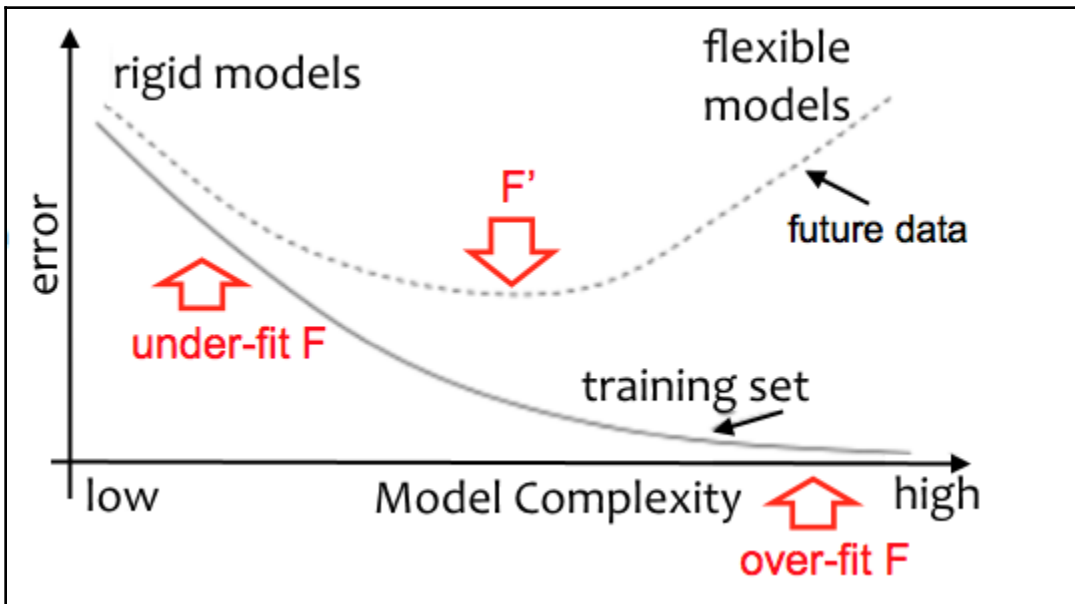 rigid models
flexible
models
F’
future data
error
under-fit F
training set
low
Model Complexity
high
over-fit F